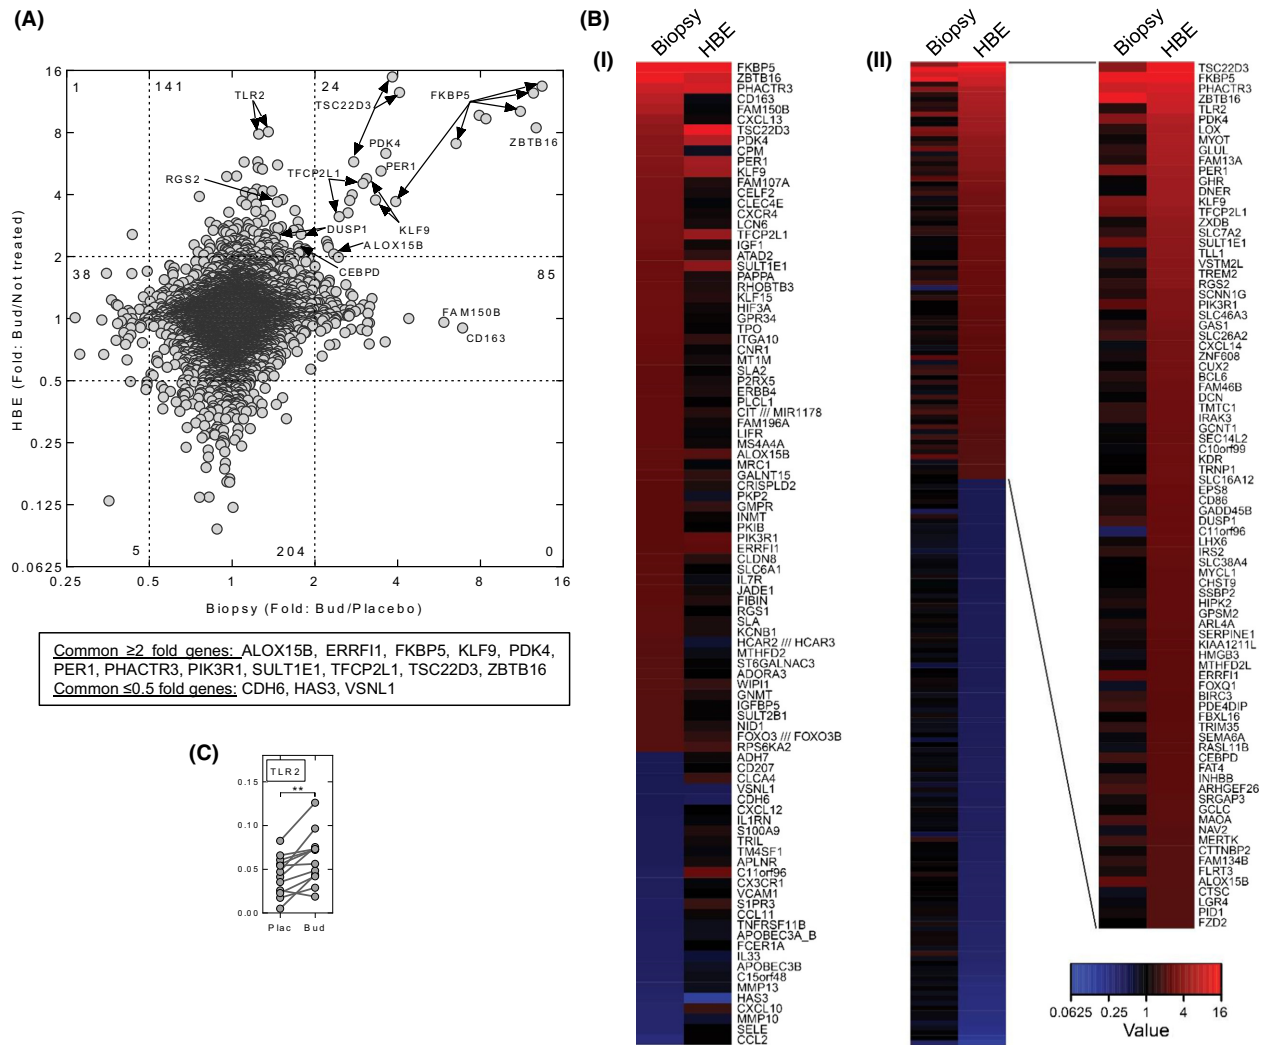 (A)
HBE (Fold: Bud/Not treated)
16
8
4
2
1
0.5
0.25
0.125
0.0625
1
141
24
38
85
5
204
0
TLR2
TSC22D3
FKBP5
ZBTB16
PDK4
PER1
TFCP2L1
RGS2
KLF9
DUSP1
ALOX15B
CEBPD
FAM150B
CD163
0.25 0.5 1 2 4 8 16
Biopsy (Fold: Bud/Placebo)
Common ≥2 fold genes: ALOX15B, ERRFI1, FKBP5, KLF9, PDK4,
PER1, PHACTR3, PIK3R1, SULT1E1, TFCP2L1, TSC22D3, ZBTB16
Common ≤0.5 fold genes: CDH6, HAS3, VSNL1
(B)
(I)
Biopsy HBE
FKBP5
ZBTB16
PHACTR3
CD163
FAM150B
CXCL13
TSC22D3
PDK4
CPM
PER1
KLF9
FAM107A
CELF2
CLEC4E
CXCR4
LCN6
TFCP2L1
IGF1
ATAD2
SULT1E1
PAPPA
RHOBTB3
KLF15
HIF3A
GPR34
TPO
ITGA10
CNR1
MT1M
SLA2
P2RX5
ERBB4
PLCL1
CIT /// MIR1178
FAM196A
LIFR
MS4A4A
ALOX15B
MRC1
GALNT15
CRISPLD2
PKP2
GMPR
INMT
PKIB
PIK3R1
ERRFI1
CLDN8
SLC6A1
IL7R
JADE1
FIBIN
RGS1
SLA
KCNB1
HCAR2 /// HCAR3
MTHFD2
ST6GALNAC3
ADORA3
WIPI1
GNMT
IGFBP5
SULT2B1
NID1
FOXO3 /// FOXO3B
RPS6KA2
ADH7
CD207
CLCA4
VSNL1
CDH6
CXCL12
IL1RN
S100A9
TRIL
TM4SF1
APLNR
C11orf96
CX3CR1
VCAM1
S1PR3
CCL11
TNFRSF11B
APOBEC3A_B
FCER1A
IL33
APOBEC3B
C15orf48
MMP13
HAS3
CXCL10
MMP10
SELE
CCL2
(II)
Biopsy HBE
Biopsy HBE
TSC22D3
FKBP5
PHACTR3
ZBTB16
TLR2
PDK4
LOX
MYOT
GLUL
FAM13A
PER1
GHR
DNER
KLF9
TFCP2L1
ZXDB
SLC7A2
SULT1E1
TLL1
VSTM2L
TREM2
RGS2
SCNN1G
PIK3R1
SLC46A3
GAS1
SLC26A2
CXCL14
ZNF608
CUX2
BCL6
FAM46B
DCN
TMTC1
IRAK3
GCNT1
SEC14L2
C10orf99
KDR
TRNP1
SLC16A12
EPS8
CD86
GADD45B
DUSP1
C11orf96
LHX6
IRS2
SLC38A4
MYCL1
CHST9
SSBP2
HIPK2
GPSM2
ARL4A
SERPINE1
KIAA1211L
HMGB3
MTHFD2L
ERRFI1
FOXQ1
BIRC3
PDE4DIP
FBXL16
TRIM35
SEMA6A
RASL11B
CEBPD
FAT4
INHBB
ARHGEF26
SRGAP3
GCLC
MAOA
NAV2
MERTK
CTTNBP2
FAM134B
FLRT3
ALOX15B
CTSC
LGR4
PID1
FZD2
0.0625 0.25 1 4 16
Value
(C)
TLR2
**
0.15
0.10
0.05
0.00
Plac Bud